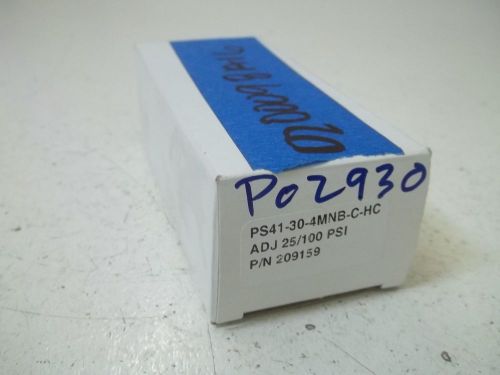 PO2930
PS41-30-4MNB-C-HC
ADJ 25/100 PSI
P/N 209159